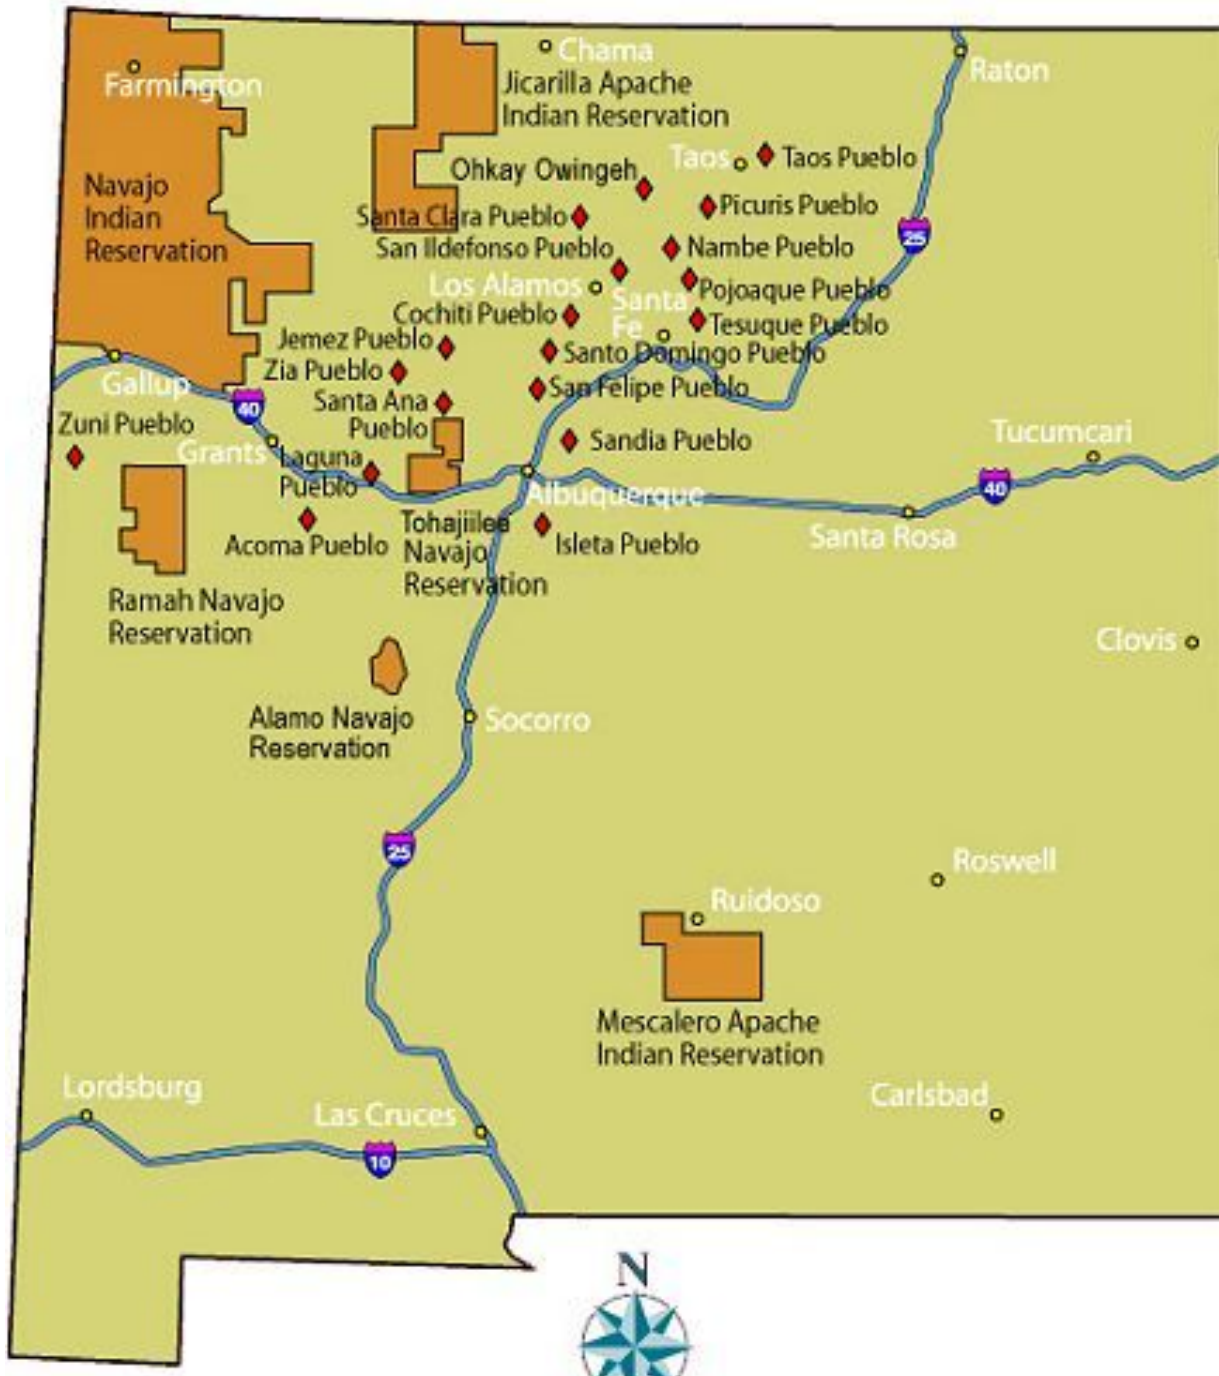 Chama
Raton
Farmington
Jicarilla Apache
Indian Reservation
Taos
Taos Pueblo
Ohkay Owingeh
Navajo
Indian
Reservation
Picuris Pueblo
Santa Clara Pueblo
25
San Ildefonso Pueblo
Nambe Pueblo
Los Alamos
Pojoaque Pueblo
Santa
Fe
Cochiti Pueblo
Tesuque Pueblo
Jemez Pueblo
Santo Domingo Pueblo
Zia Pueblo
Gallup
San Felipe Pueblo
40
Santa Ana
Pueblo
Zuni Pueblo
Tucumcari
Sandia Pueblo
Grants
Laguna
Pueblo
40
Albuquerque
Tohajiilee
Navajo
Reservation
Santa Rosa
Acoma Pueblo
Isleta Pueblo
Ramah Navajo
Reservation
Clovis
Alamo Navajo
Reservation
Socorro
25
Roswell
Ruidoso
Mescalero Apache
Indian Reservation
Lordsburg
Carlsbad
Las Cruces
10
N